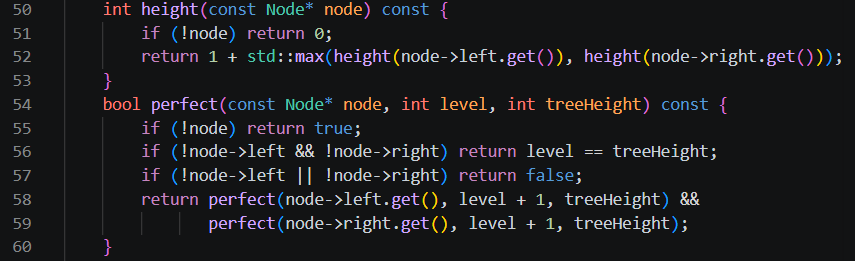 50 int height(const Node* node) const {
51 if (!node) return 0;
52 return 1 + std::max(height(node->left.get()), height(node->right.get()));
53 }
54 bool perfect(const Node* node, int level, int treeHeight) const {
55 if (!node) return true;
56 if (!node->left && !node->right) return level == treeHeight;
57 if (!node->left || !node->right) return false;
58 return perfect(node->left.get(), level + 1, treeHeight) &&
59 perfect(node->right.get(), level + 1, treeHeight);
60 }